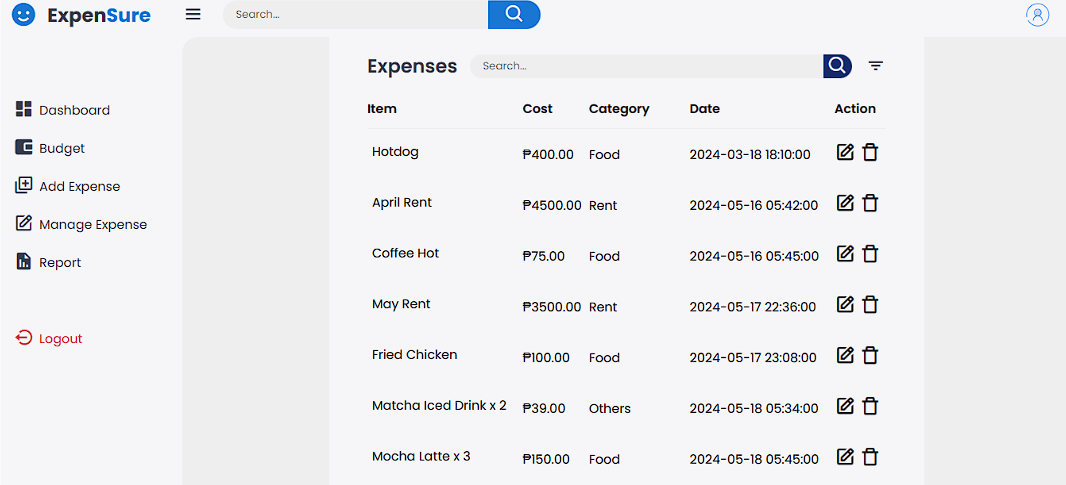 ExpenSure
Search...
Dashboard
Budget
Add Expense
Manage Expense
Report
Logout
Expenses
Search...
Item Cost Category Date Action
Hotdog ₱400.00 Food 2024-03-18 18:10:00
April Rent ₱4500.00 Rent 2024-05-16 05:42:00
Coffee Hot ₱75.00 Food 2024-05-16 05:45:00
May Rent ₱3500.00 Rent 2024-05-17 22:36:00
Fried Chicken ₱100.00 Food 2024-05-17 23:08:00
Matcha Iced Drink x 2 ₱39.00 Others 2024-05-18 05:34:00
Mocha Latte x 3 ₱150.00 Food 2024-05-18 05:45:00